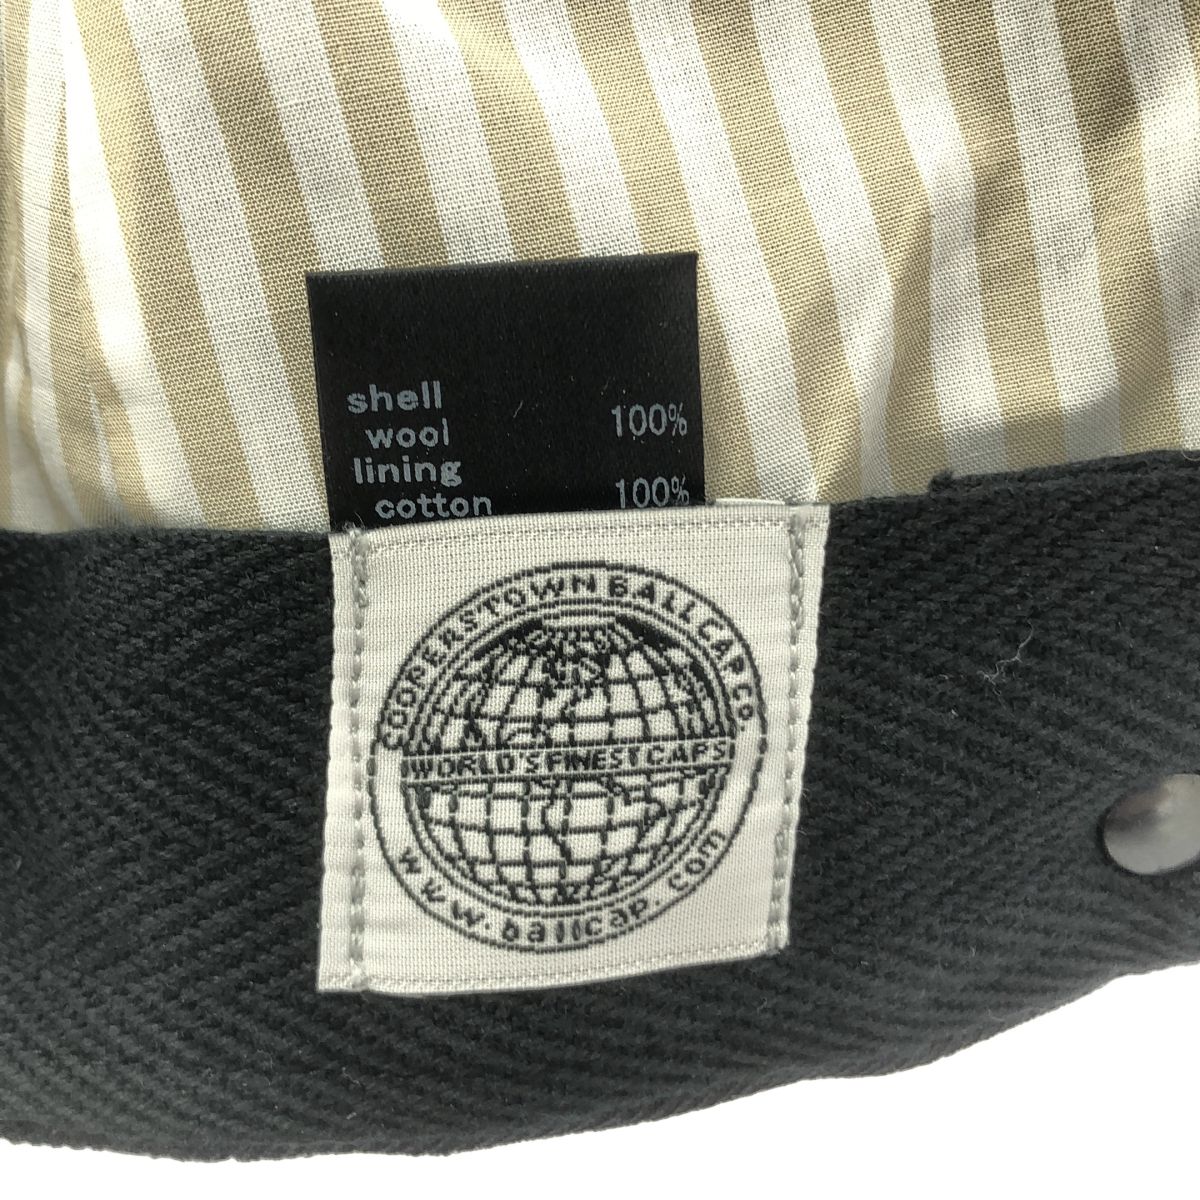 shell
wool 100%
lining
cotton 100%
COOPERSTOWN BALL CAP CO.
WORLD'S FINEST CAPS
www.ballcap.com